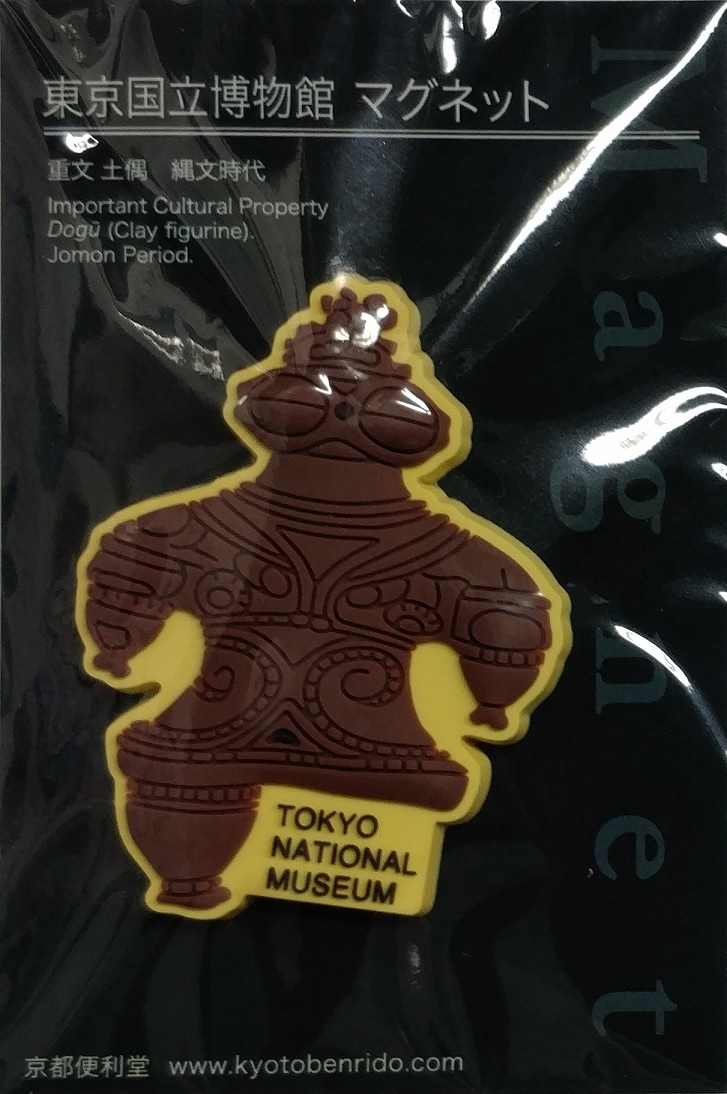 東京国立博物館 マグネット
重文 土偶　縄文時代
Important Cultural Property
Dogū (Clay figurine).
Jomon Period.
Magnet
TOKYO
NATIONAL
MUSEUM
京都便利堂 www.kyotobenrido.com